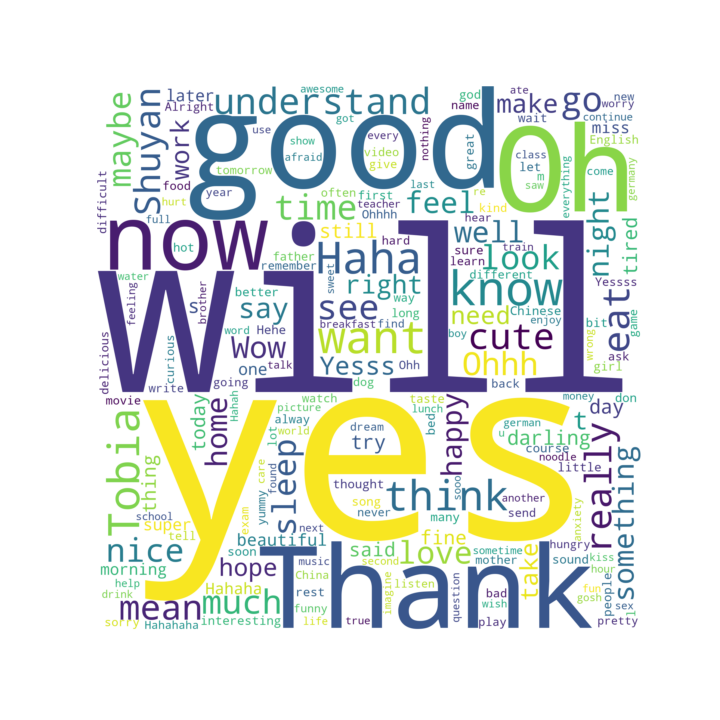 awesome
ate
new
later
god
worry
Alright
understand
got
name
make
go
continue
maybe
Shuyan
work
good
use
every
wait
miss
oh
English
show
nothing
great
class
afraid
video
let
come
tomorrow
give
m
saw
everything
germany
food
year
often
last
re
difficult
hurt
time
first
teacher
feel
kind
night
tired
full
Ohhhh
hear
now
still
well
hot
Haha
hard
sure
train
look
Yessss
father
learn
different
remember
sweet
right
way
know
Chinese
water
better
will
see
long
need
enjoy
bit
eat
game
feeling
s
say
brother
word
breakfast
find
boy
cute
wrong
ask
delicious
curious
Hehe
want
Wow
one
talk
Yesss
Ohh
Ohhh
girl
write
going
dog
back
movie
Hahah
yes
watch
taste
money
don
today
home
picture
lunch
german
t
day
Tobia
alway
bed
happy
u
darling
lot
world
dream
try
course
really
something
thing
sleep
care
noodle
little
yummy
found
thought
think
another
school
song
sooo
send
super
exam
never
many
anxiety
tell
next
beautiful
fine
hungry
nice
soon
music
said
love
sometime
sound
morning
hope
China
second
mother
take
kiss
hour
help
Hahaha
Thank
rest
imagine
listen
question
bad
fun
people
sex
drink
much
funny
wish
gosh
l
mean
interesting
life
true
play
pretty
sorry
Hahahaha